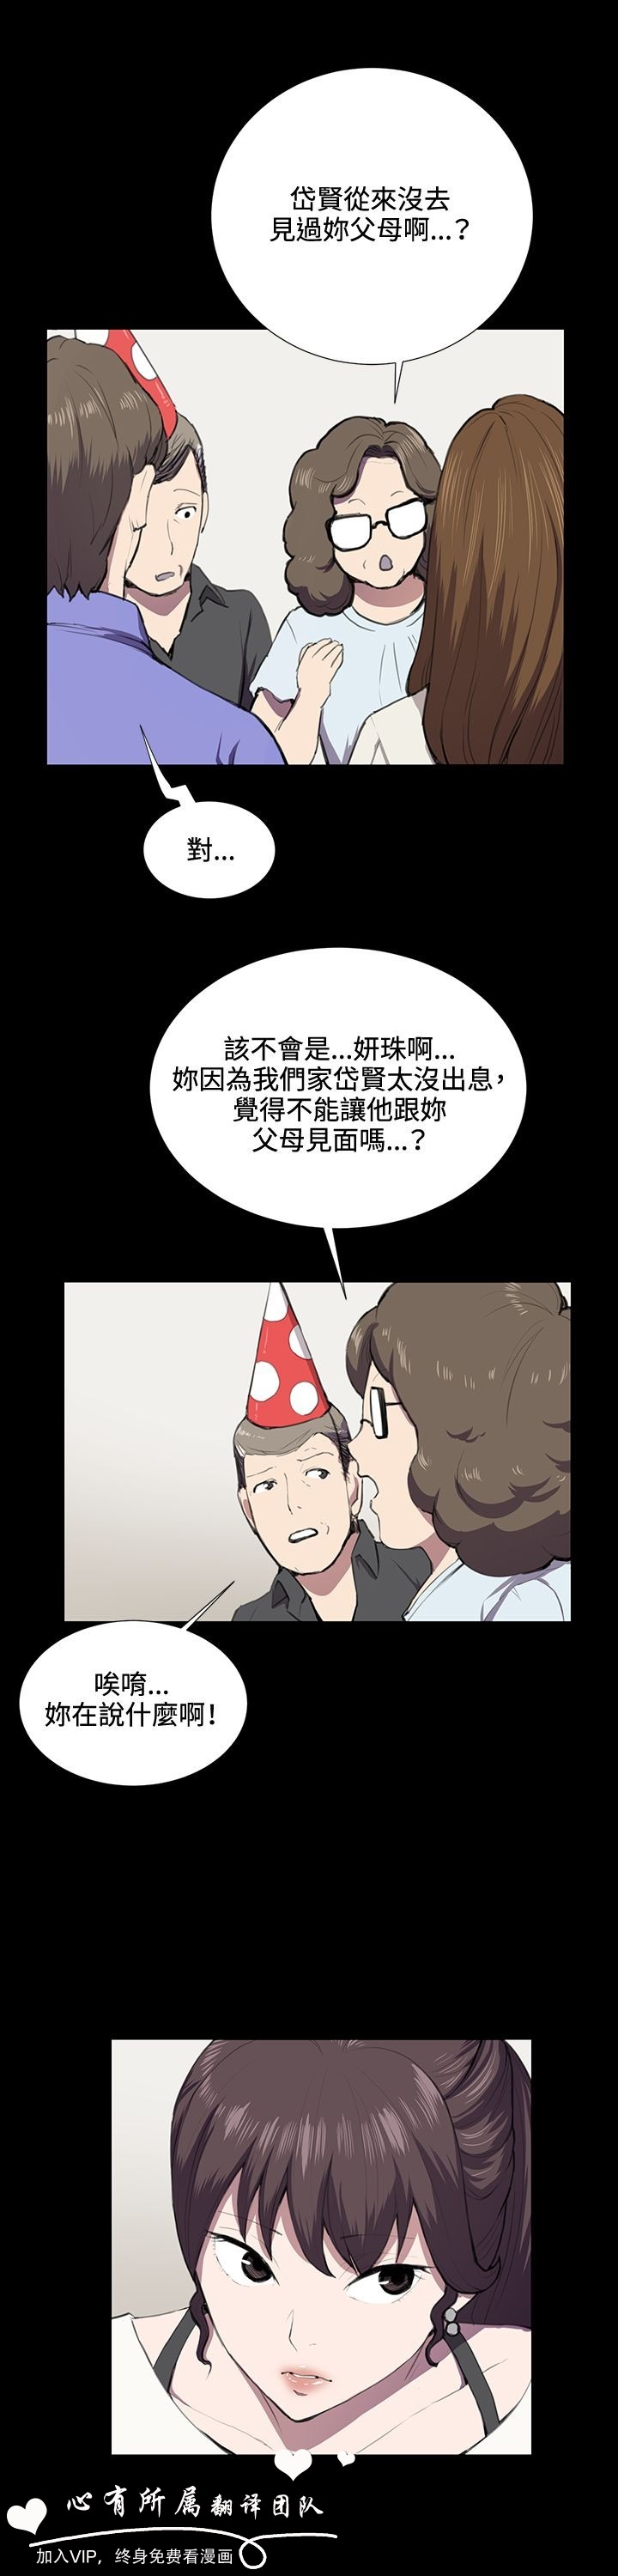 岱賢從來沒去
見過妳父母啊...？
對...
該不會是...妍珠啊...
妳因為我們家岱賢太沒出息，
覺得不能讓他跟妳
父母見面嗎...？
唉唷...
妳在說什麼啊！
心有所属翻译团队
加入VIP，终身免费看漫画